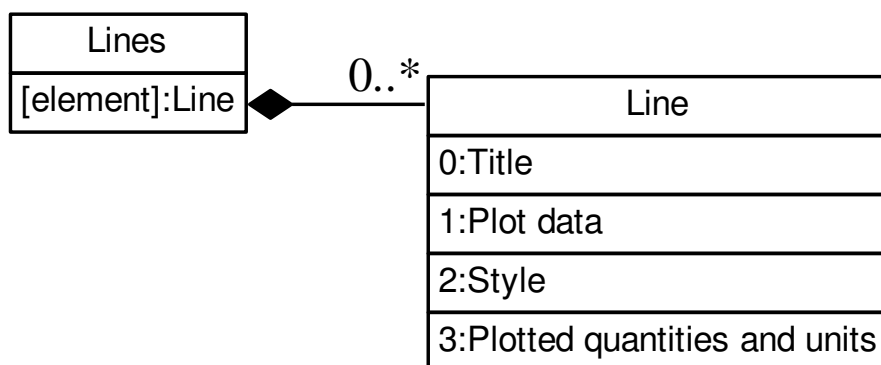 Lines
[element]:Line
0..*
Line
0:Title
1:Plot data
2:Style
3:Plotted quantities and units